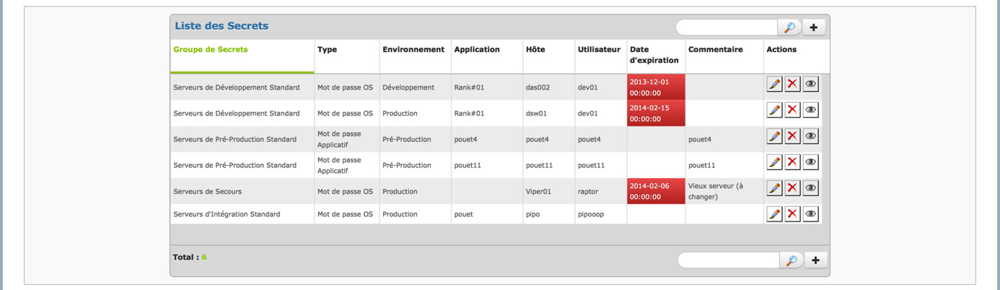 Liste des Secrets
Groupe de Secrets Type Environnement Application Hôte Utilisateur Date d'expiration Commentaire Actions
Serveurs de Développement Standard Mot de passe OS Développement Rank#01 das002 dev01 2013-12-01 00:00:00
Serveurs de Développement Standard Mot de passe OS Production Rank#01 dsw01 dev01 2014-02-15 00:00:00
Serveurs de Pré-Production Standard Mot de passe Applicatif Pré-Production pouet4 pouet4 pouet4 pouet4
Serveurs de Pré-Production Standard Mot de passe Applicatif Pré-Production pouet11 pouet11 pouet11 pouet11
Serveurs de Secours Mot de passe OS Production Viper01 raptor 2014-02-06 00:00:00 Vieux serveur (à changer)
Serveurs d'Intégration Standard Mot de passe OS Production pouet pipo pipooop
Total : 6